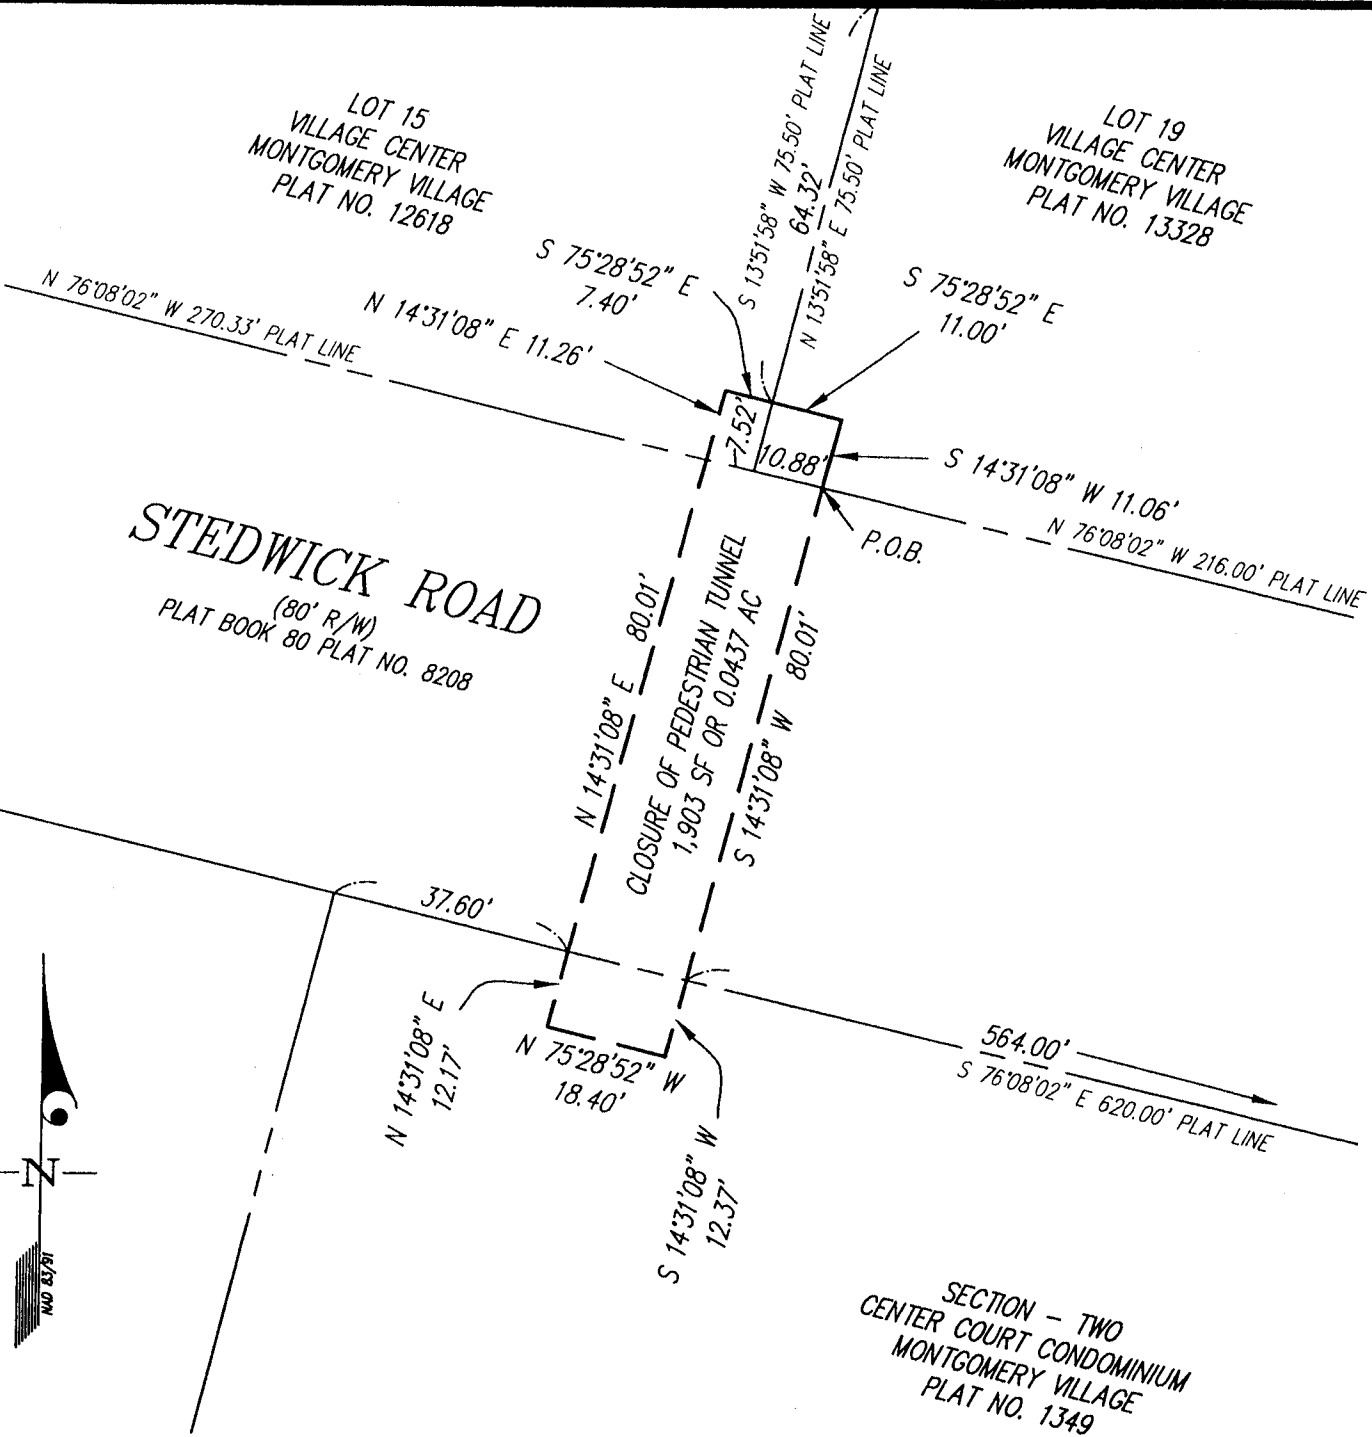 LOT 15
VILLAGE CENTER
MONTGOMERY VILLAGE
PLAT NO. 12618
S 13°51'58" W 75.50' PLAT LINE
64.32'
N 13°51'58" E 75.50' PLAT LINE
LOT 19
VILLAGE CENTER
MONTGOMERY VILLAGE
PLAT NO. 13328
S 75°28'52" E
7.40'
S 75°28'52" E
11.00'
N 76°08'02" W 270.33' PLAT LINE
N 14°31'08" E 11.26'
7.52'
10.88'
S 14°31'08" W 11.06'
P.O.B.
N 76°08'02" W 216.00' PLAT LINE
STEDWICK ROAD
(80' R/W)
PLAT BOOK 80 PLAT NO. 8208
N 14°31'08" E 80.01'
CLOSURE OF PEDESTRIAN TUNNEL
1,903 SF OR 0.0437 AC
S 14°31'08" W 80.01'
37.60'
N 14°31'08" E
12.17'
N 75°28'52" W
18.40'
S 14°31'08" W
12.37'
564.00'
S 76°08'02" E 620.00' PLAT LINE
N
NAD 83/91
SECTION - TWO
CENTER COURT CONDOMINIUM
MONTGOMERY VILLAGE
PLAT NO. 1349